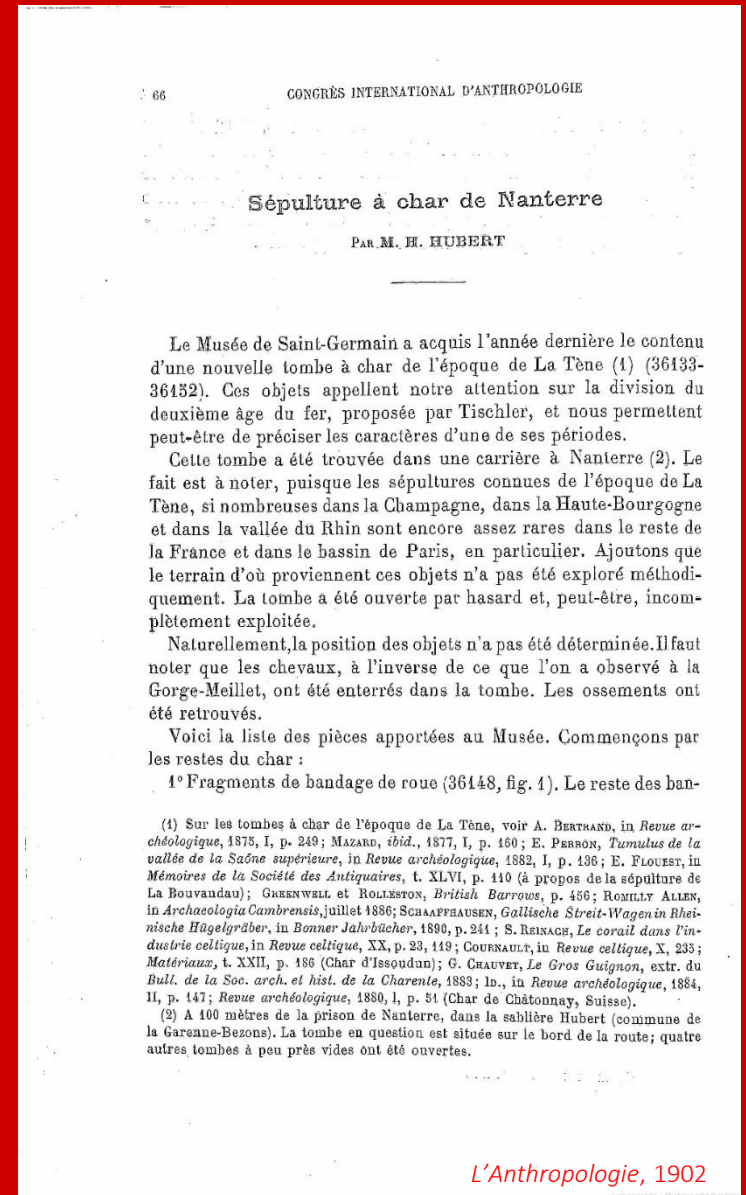 66
CONGRÈS INTERNATIONAL D'ANTHROPOLOGIE
Sépulture à char de Nanterre
PAR M. H. HUBERT
Le Musée de Saint-Germain a acquis l'année dernière le contenu
d'une nouvelle tombe à char de l'époque de La Tène (1) (36133-
36152). Ces objets appellent notre attention sur la division du
deuxième âge du fer, proposée par Tischler, et nous permettent
peut-être de préciser les caractères d'une de ses périodes.
Cette tombe a été trouvée dans une carrière à Nanterre (2). Le
fait est à noter, puisque les sépultures connues de l'époque de La
Tène, si nombreuses dans la Champagne, dans la Haute-Bourgogne
et dans la vallée du Rhin sont encore assez rares dans le reste de
la France et dans le bassin de Paris, en particulier. Ajoutons que
le terrain d'où proviennent ces objets n'a pas été exploré méthodi-
quement. La tombe a été ouverte par hasard et, peut-être, incom-
plètement exploitée.
Naturellement,la position des objets n'a pas été déterminée.Il faut
noter que les chevaux, à l'inverse de ce que l'on a observé à la
Gorge-Meillet, ont été enterrés dans la tombe. Les ossements ont
été retrouvés.
Voici la liste des pièces apportées au Musée. Commençons par
les restes du char :
1° Fragments de bandage de roue (36148, fig. 1). Le reste des ban-
(1) Sur les tombes à char de l'époque de La Tène, voir A. BERTRAND, in Revue ar-
chéologique, 1875, I, p. 249; MAZARD, ibid., 1877, I, p. 160; E. PERRON, Tumulus de la
vallée de la Saône supérieure, in Revue archéologique, 1882, I, p. 136; E. FLOUEST, in
Mémoires de la Société des Antiquaires, t. XLVI, p. 110 (à propos de la sépulture de
La Bouvandau); GREENWELL et ROLLESTON, British Barrows, p. 456; ROMILLY ALLEN,
in Archaeologia Cambrensis, juillet 1886; SCHAAFFHAUSEN, Gallische Streit-Wagen in Rhei-
nische Hügelgräber, in Bonner Jahrbücher, 1890, p. 241 ; S. REINACH, Le corail dans l'in-
dustrie celtique, in Revue celtique, XX, p. 23, 119; COURNAULT, in Revue celtique, X, 235;
Matériaux, t. XXII, p. 186 (Char d'Issoudun); G. CHAUVET, Le Gros Guignon, extr. du
Bull. de la Soc. arch. et hist. de la Charente, 1883; ID., in Revue archéologique, 1884,
II, p. 147; Revue archéologique, 1880, I, p. 51 (Char de Châtonnay, Suisse).
(2) A 100 mètres de la prison de Nanterre, dans la sablière Hubert (commune de
la Garenne-Bezons). La tombe en question est située sur le bord de la route; quatre
autres tombes à peu près vides ont été ouvertes.
L'Anthropologie, 1902